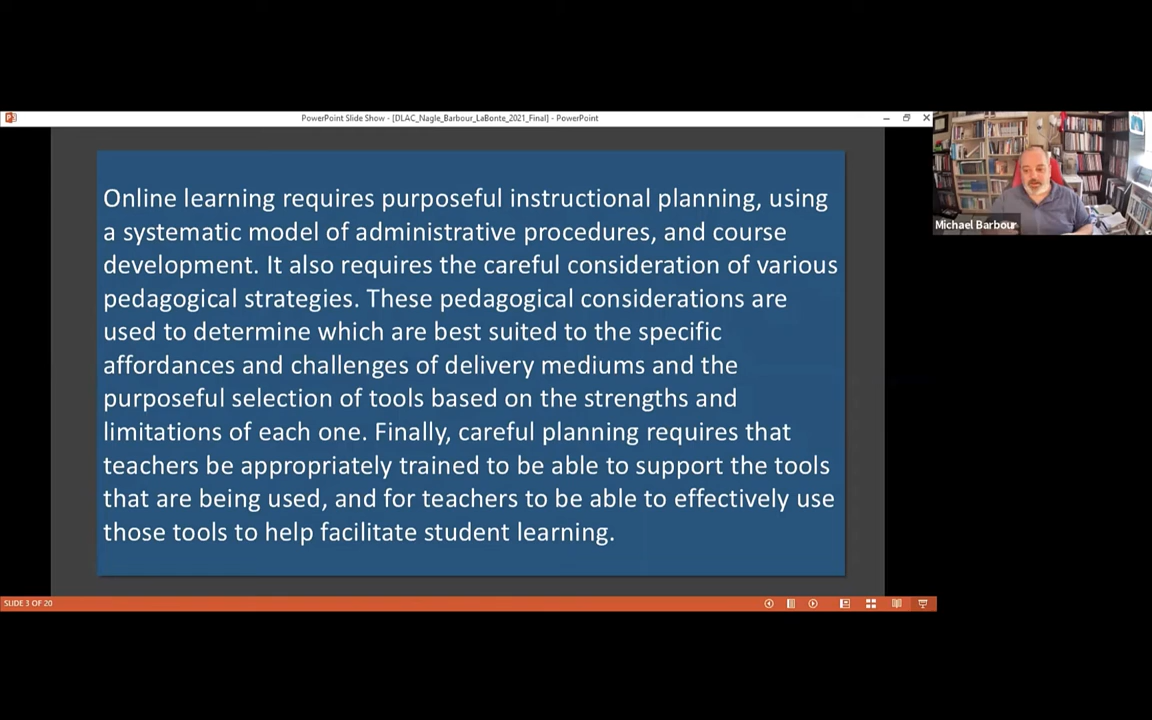 PowerPoint Slide Show - [DLAC_Nagle_Barbour_LaBonte_2021_Final] - PowerPoint
Online learning requires purposeful instructional planning, using
a systematic model of administrative procedures, and course
development. It also requires the careful consideration of various
pedagogical strategies. These pedagogical considerations are
used to determine which are best suited to the specific
affordances and challenges of delivery mediums and the
purposeful selection of tools based on the strengths and
limitations of each one. Finally, careful planning requires that
teachers be appropriately trained to be able to support the tools
that are being used, and for teachers to be able to effectively use
those tools to help facilitate student learning.
Michael Barbour
SLIDE 3 OF 20